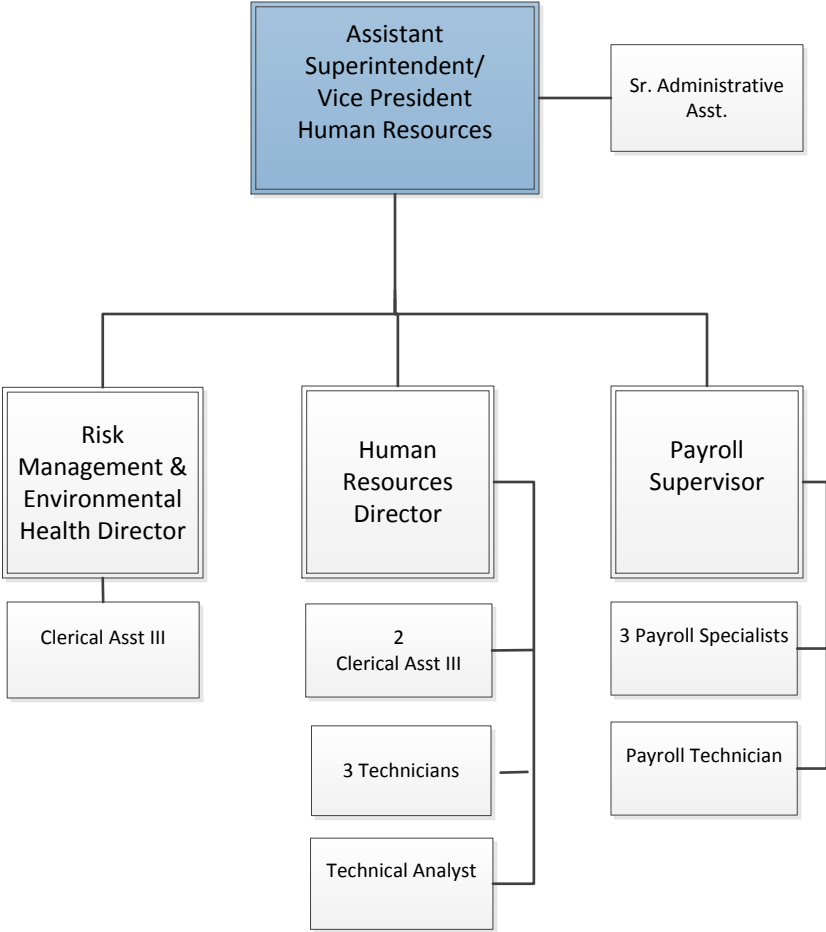 Assistant
Superintendent/
Vice President
Human Resources
Sr. Administrative
Asst.
Risk
Management &
Environmental
Health Director
Human
Resources
Director
Payroll
Supervisor
Clerical Asst III
2
Clerical Asst III
3 Payroll Specialists
3 Technicians
Payroll Technician
Technical Analyst